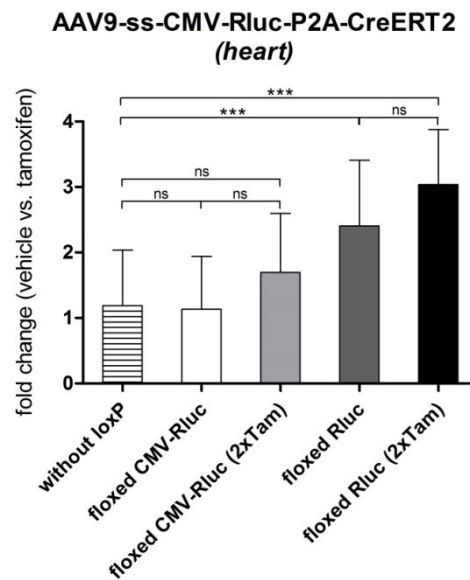 AAV9-ss-CMV-Rluc-P2A-CreERT2
(heart)
***
*** ns
ns
ns ns
fold change (vehicle vs. tamoxifen)
4
3
2
1
0
without loxP
floxed CMV-Rluc
floxed CMV-Rluc (2xTam)
floxed Rluc
floxed Rluc (2xTam)